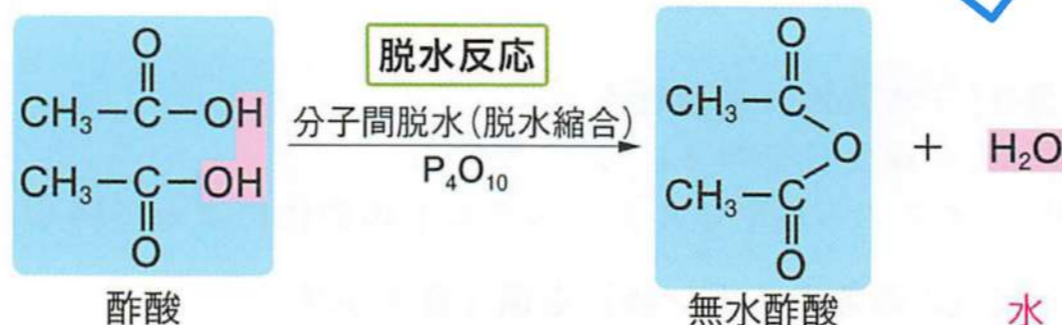 O
CH₃−C−OH
CH₃−C−OH
O
酢酸
脱水反応
分子間脱水(脱水縮合)
P₄O₁₀
O
CH₃−C
O
CH₃−C
O
無水酢酸
+
H₂O
水